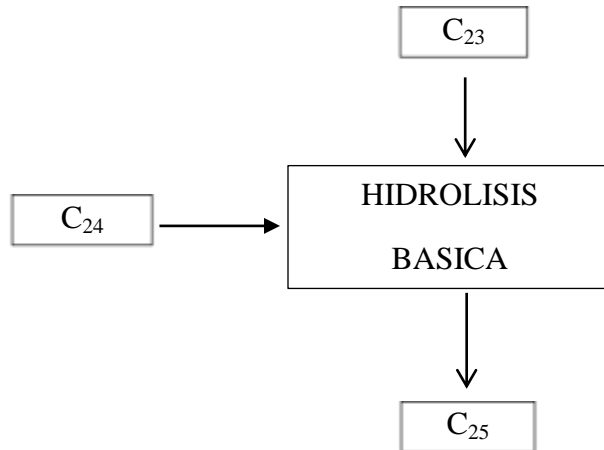 C₂₃
HIDROLISIS
C₂₄
BASICA
C₂₅